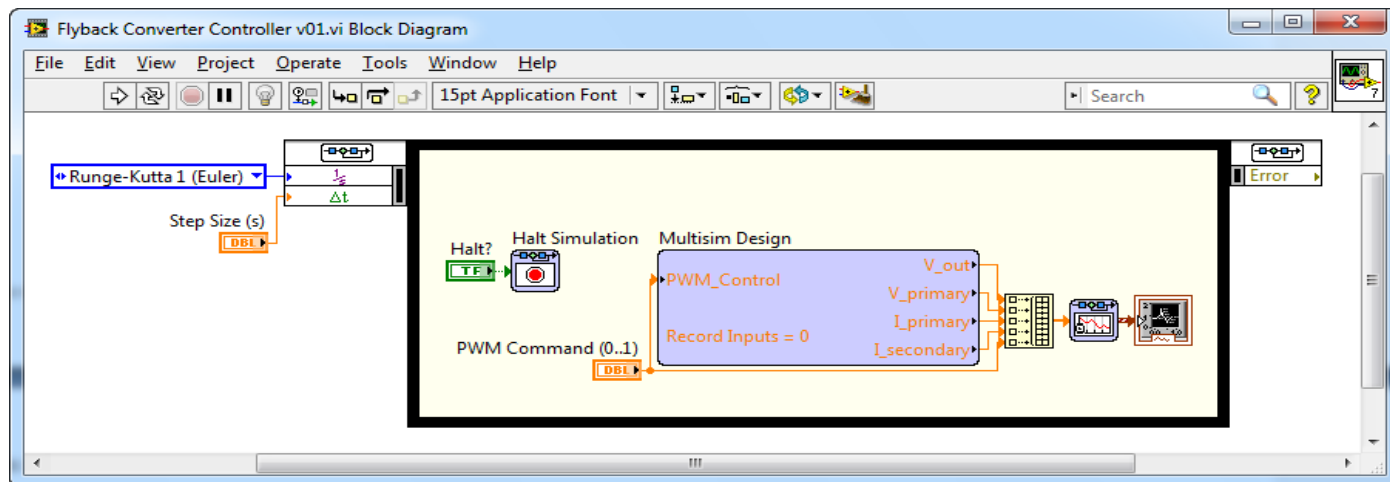 Flyback Converter Controller v01.vi Block Diagram
File Edit View Project Operate Tools Window Help
15pt Application Font
Search
?
7
Runge-Kutta 1 (Euler)
1/s
Δt
Error
Step Size (s)
DBL
Halt?
TF
Halt Simulation
Multisim Design
PWM_Control
V_out
V_primary
I_primary
Record Inputs = 0
I_secondary
PWM Command (0..1)
DBL